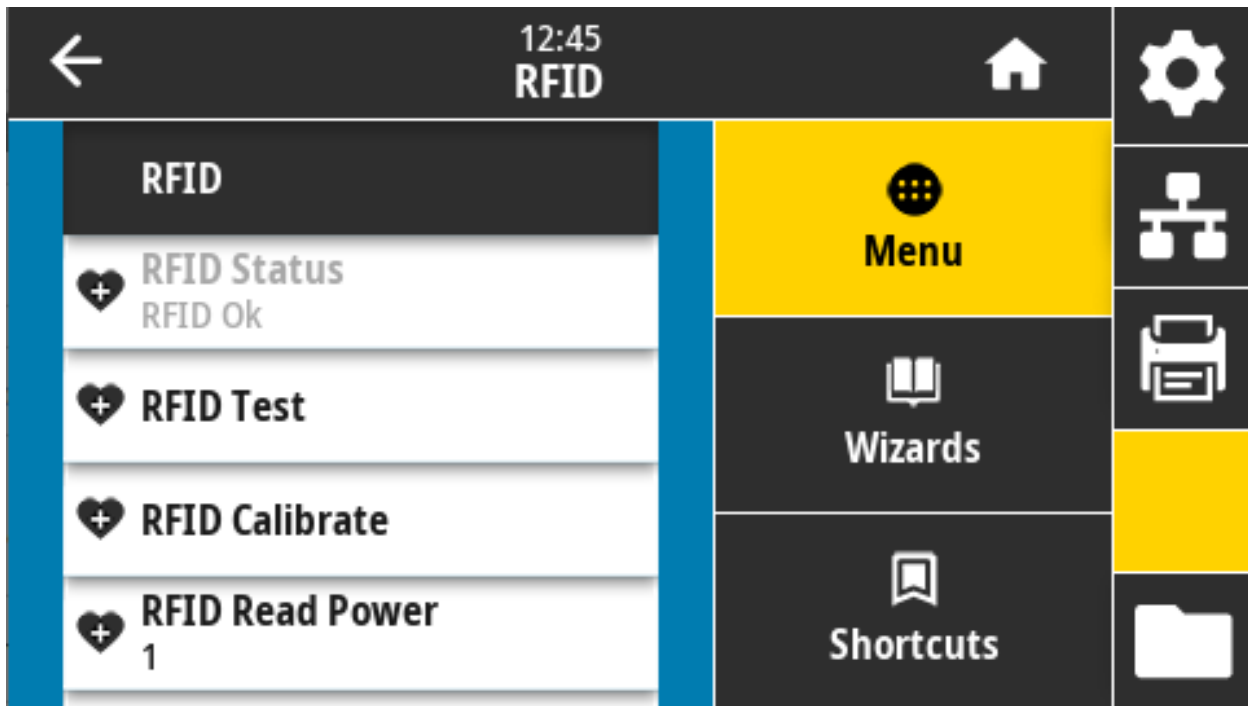 12:45
RFID
RFID
RFID Status
RFID Ok
RFID Test
RFID Calibrate
RFID Read Power
1
Menu
Wizards
Shortcuts